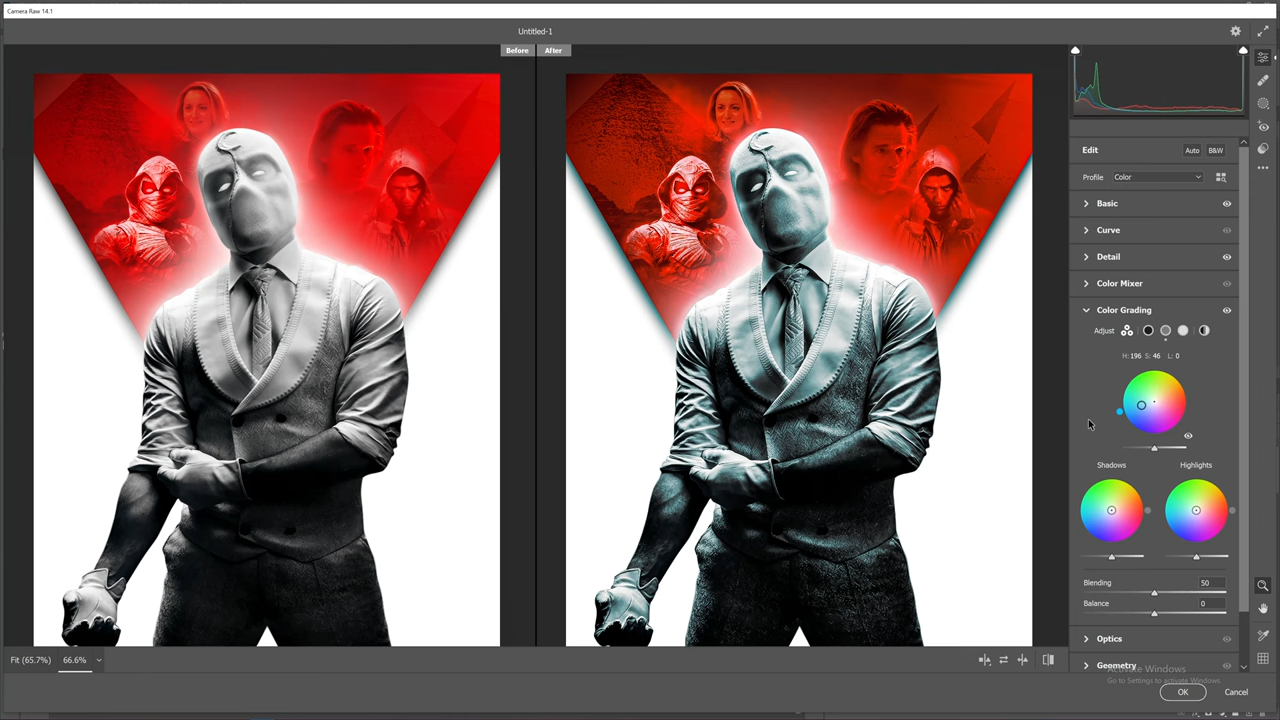 Camera Raw 14.1
Untitled-1
Before
After
Edit
Auto
B&W
Profile
Color
Basic
Curve
Detail
Color Mixer
Color Grading
Adjust
H: 196 S: 46 L: 0
Shadows
Highlights
Blending
50
Balance
0
Optics
Geometry
Activate Windows
Go to Settings to activate Windows.
Fit (65.7%)
66.6%
OK
Cancel